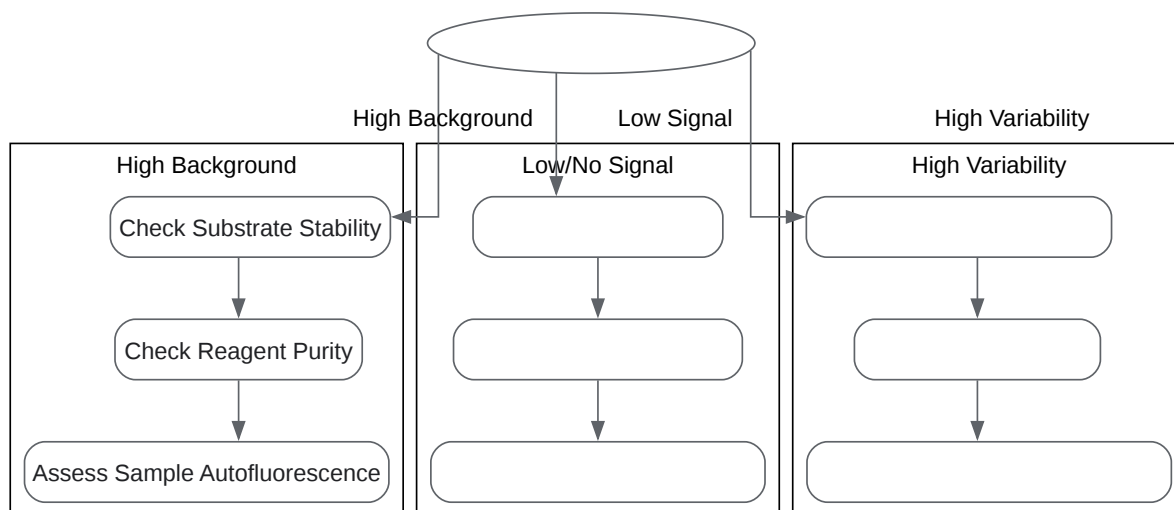 High Background
Low Signal
High Variability
High Background
Low/No Signal
High Variability
Check Substrate Stability
Check Reagent Purity
Assess Sample Autofluorescence